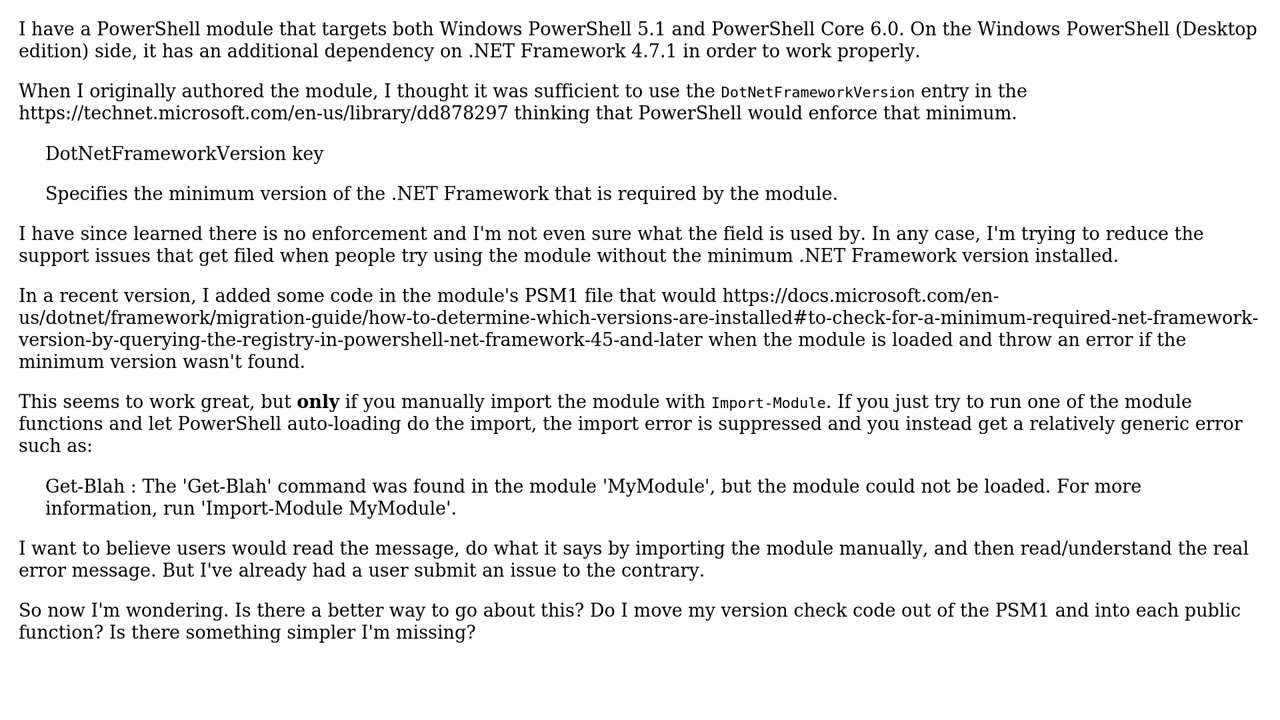 I have a PowerShell module that targets both Windows PowerShell 5.1 and PowerShell Core 6.0. On the Windows PowerShell (Desktop
edition) side, it has an additional dependency on .NET Framework 4.7.1 in order to work properly.
When I originally authored the module, I thought it was sufficient to use the DotNetFrameworkVersion entry in the
https://technet.microsoft.com/en-us/library/dd878297 thinking that PowerShell would enforce that minimum.
DotNetFrameworkVersion key
Specifies the minimum version of the .NET Framework that is required by the module.
I have since learned there is no enforcement and I'm not even sure what the field is used by. In any case, I'm trying to reduce the
support issues that get filed when people try using the module without the minimum .NET Framework version installed.
In a recent version, I added some code in the module's PSM1 file that would https://docs.microsoft.com/en-
us/dotnet/framework/migration-guide/how-to-determine-which-versions-are-installed#to-check-for-a-minimum-required-net-framework-
version-by-querying-the-registry-in-powershell-net-framework-45-and-later when the module is loaded and throw an error if the
minimum version wasn't found.
This seems to work great, but only if you manually import the module with Import-Module. If you just try to run one of the module
functions and let PowerShell auto-loading do the import, the import error is suppressed and you instead get a relatively generic error
such as:
Get-Blah : The 'Get-Blah' command was found in the module 'MyModule', but the module could not be loaded. For more
information, run 'Import-Module MyModule'.
I want to believe users would read the message, do what it says by importing the module manually, and then read/understand the real
error message. But I've already had a user submit an issue to the contrary.
So now I'm wondering. Is there a better way to go about this? Do I move my version check code out of the PSM1 and into each public
function? Is there something simpler I'm missing?